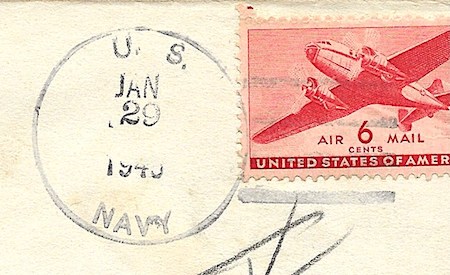 U. S.
JAN
29
NAVY
AIR 6 MAIL
CENTS
UNITED STATES OF AMER